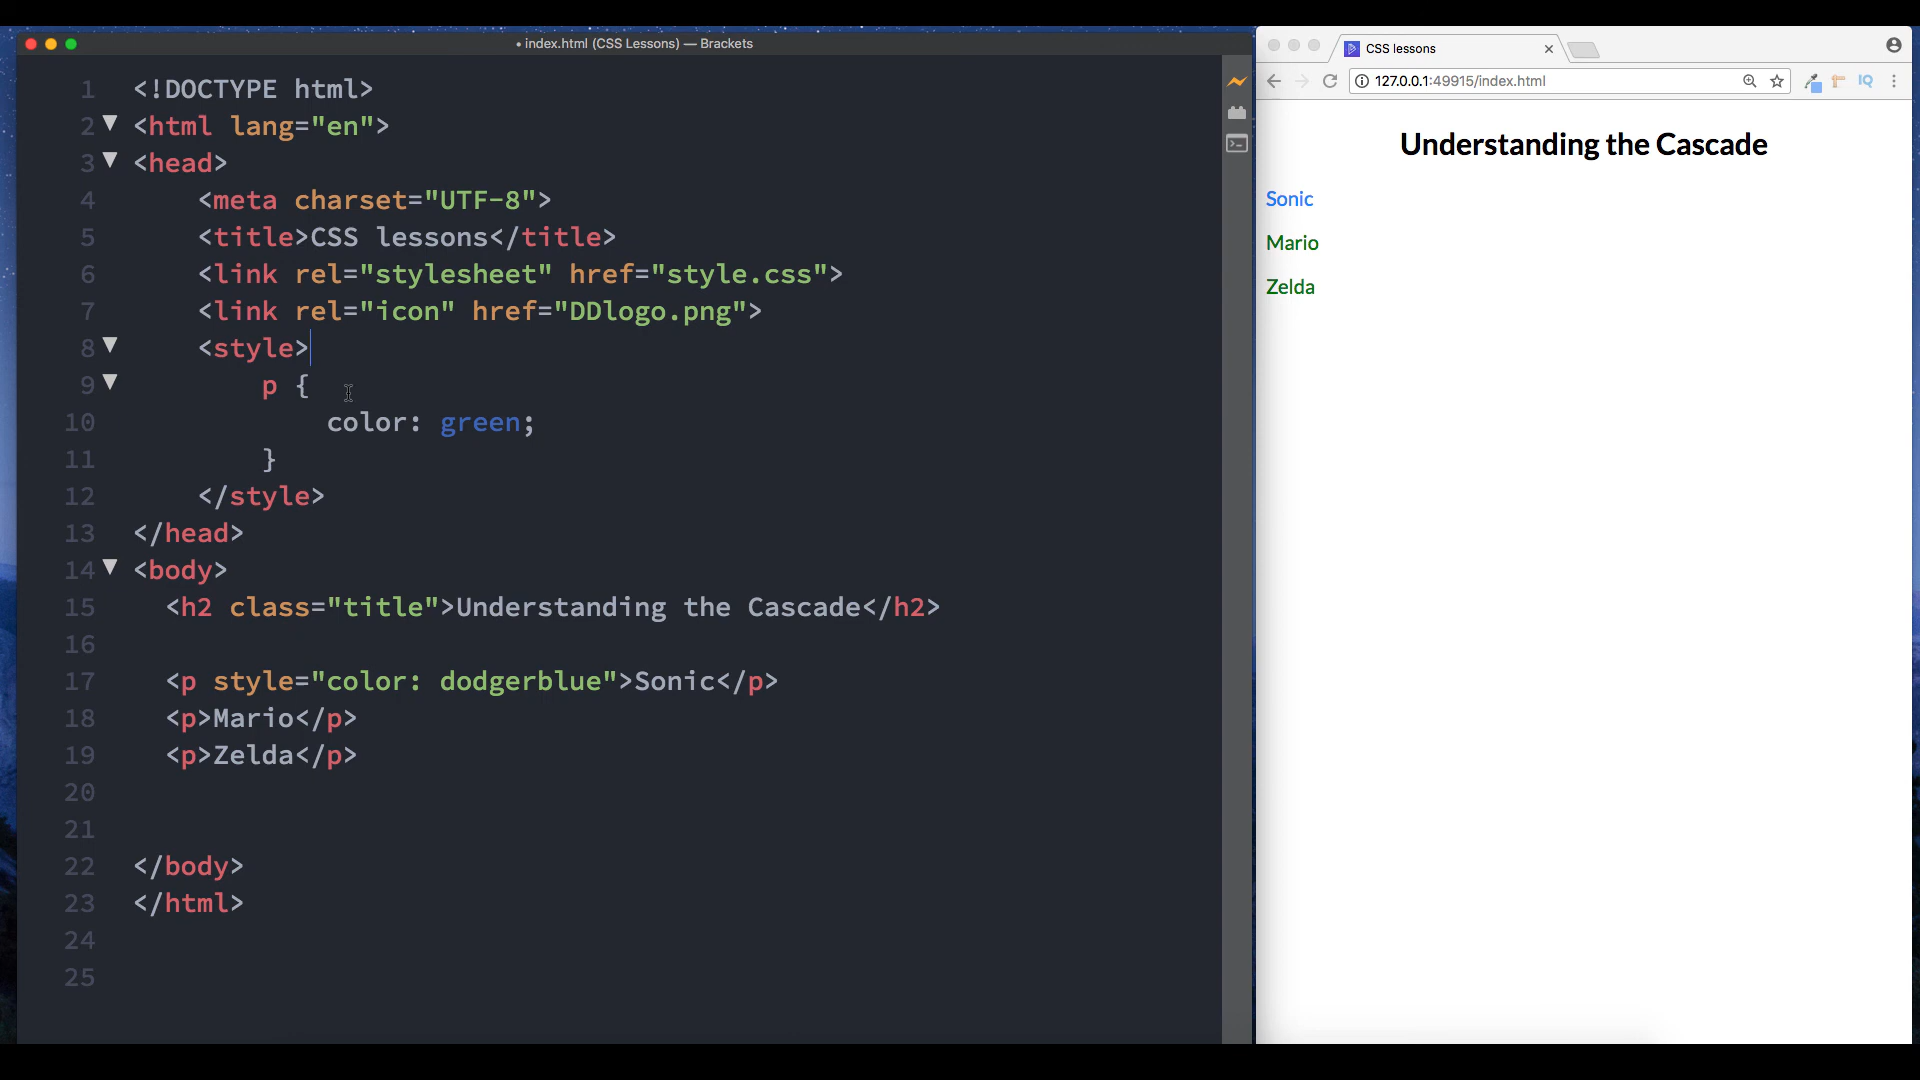 • index.html (CSS Lessons) — Brackets
1 <!DOCTYPE html>
2 <html lang="en">
3 <head>
4 <meta charset="UTF-8">
5 <title>CSS lessons</title>
6 <link rel="stylesheet" href="style.css">
7 <link rel="icon" href="DDlogo.png">
8 <style>
9 p {
10 color: green;
11 }
12 </style>
13 </head>
14 <body>
15 <h2 class="title">Understanding the Cascade</h2>
16
17 <p style="color: dodgerblue">Sonic</p>
18 <p>Mario</p>
19 <p>Zelda</p>
20
21
22 </body>
23 </html>
24
25
CSS lessons
127.0.0.1:49915/index.html
IQ
Understanding the Cascade
Sonic
Mario
Zelda